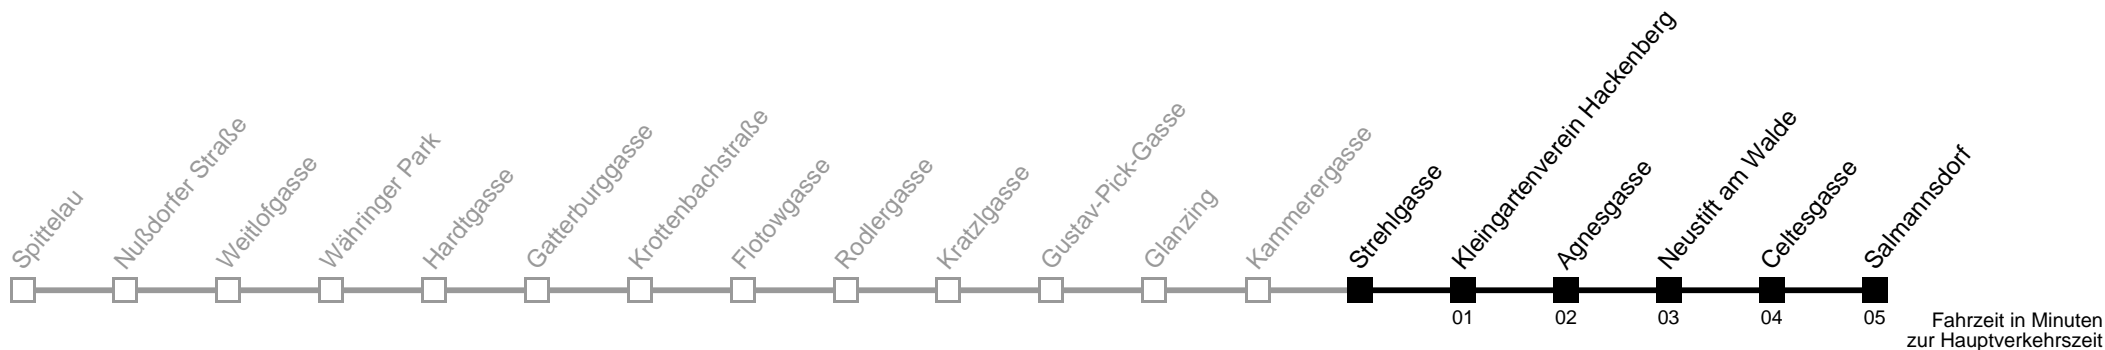 Spittelau
Nußdorfer Straße
Weitlofgasse
Währinger Park
Hardtgasse
Gatterburggasse
Krottenbachstraße
Flotowgasse
Rodlergasse
Kratzlgasse
Gustav-Pick-Gasse
Glanzing
Kammerergasse
Strehlgasse
Kleingartenverein Hackenberg
Agnesgasse
Neustift am Walde
Celtesgasse
Salmannsdorf
01
02
03
04
05
Fahrzeit in Minuten
zur Hauptverkehrszeit